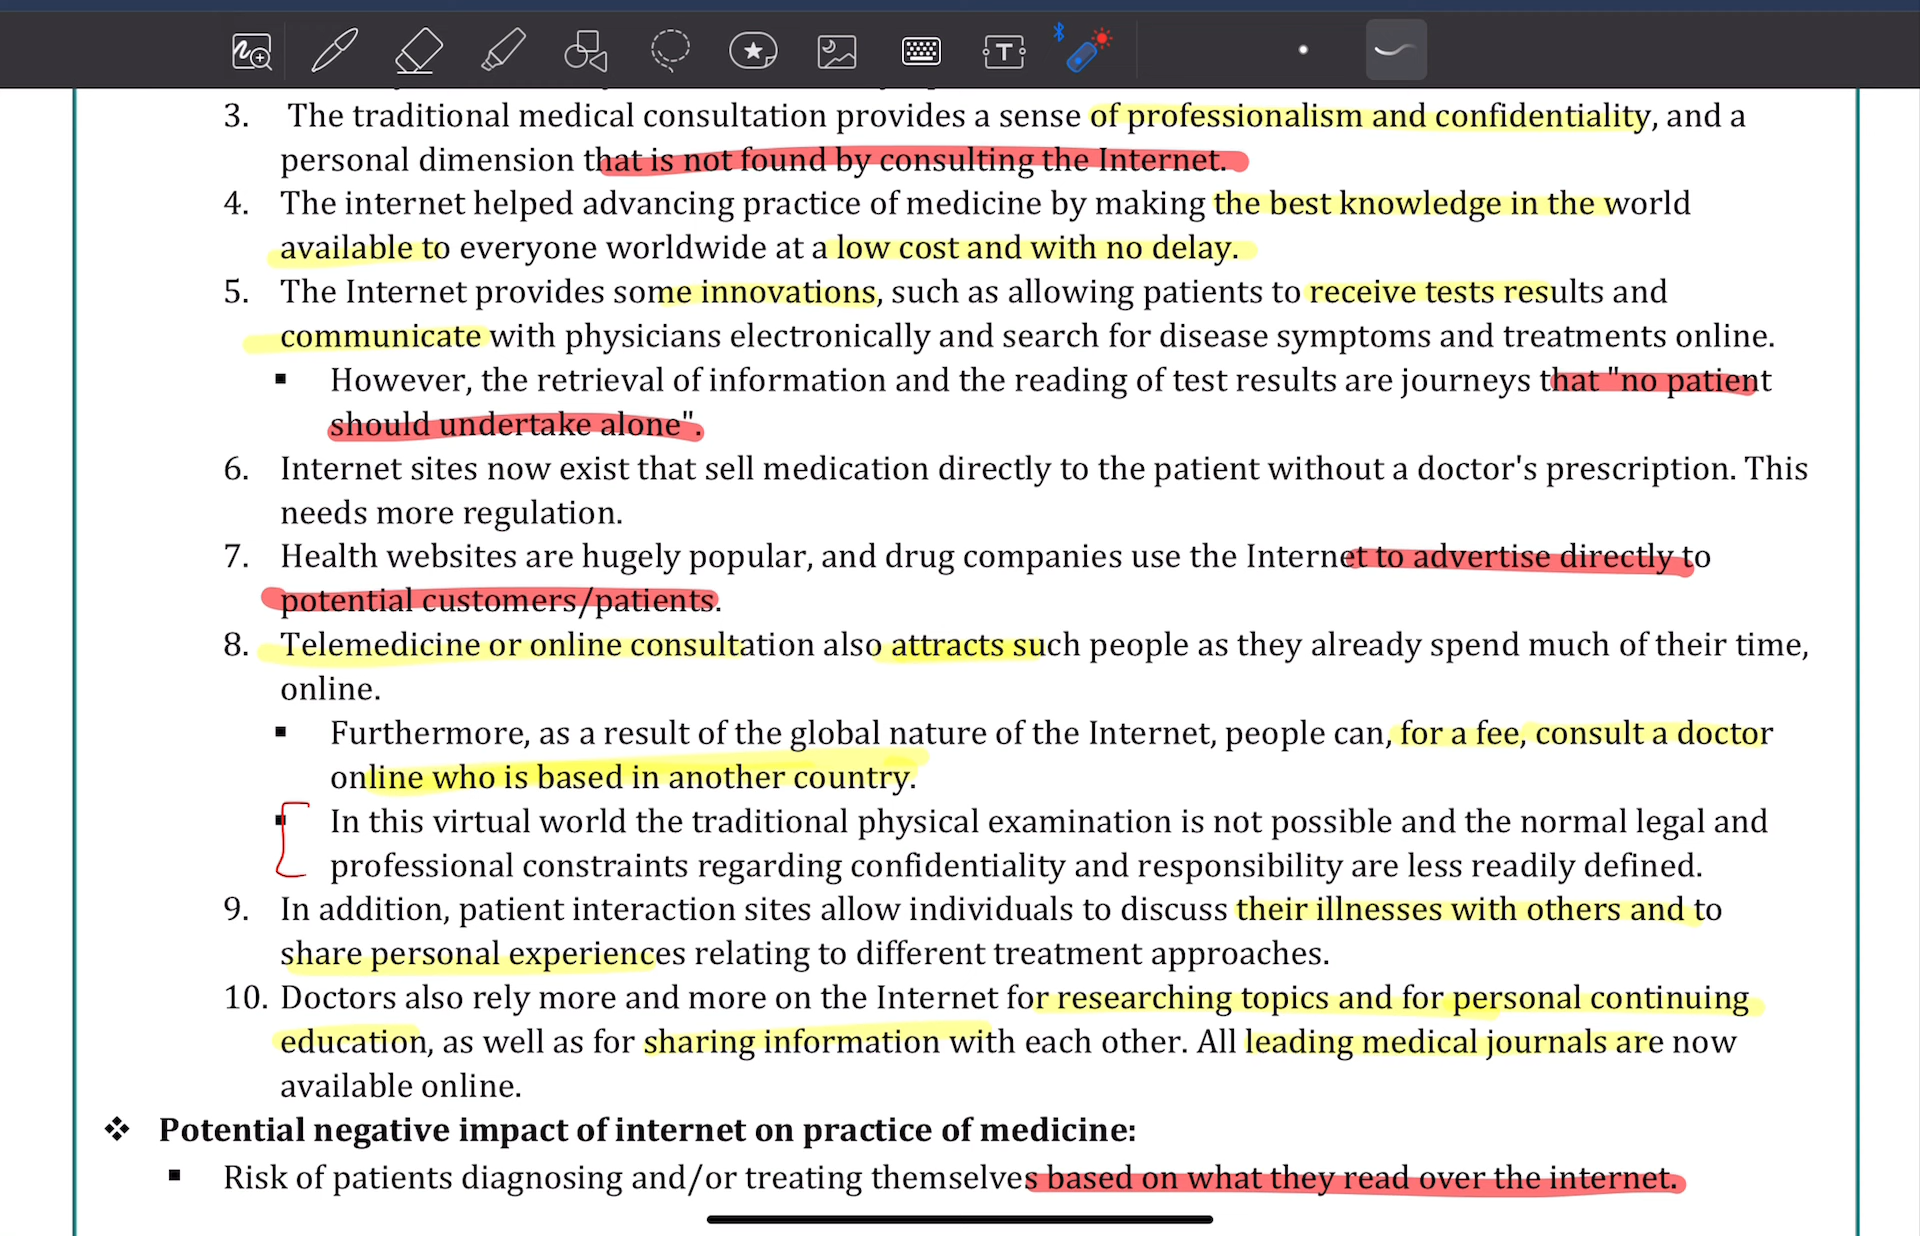 3. The traditional medical consultation provides a sense of professionalism and confidentiality, and a
personal dimension that is not found by consulting the Internet.
4. The internet helped advancing practice of medicine by making the best knowledge in the world
available to everyone worldwide at a low cost and with no delay.
5. The Internet provides some innovations, such as allowing patients to receive tests results and
communicate with physicians electronically and search for disease symptoms and treatments online.
▪ However, the retrieval of information and the reading of test results are journeys that "no patient
should undertake alone".
6. Internet sites now exist that sell medication directly to the patient without a doctor's prescription. This
needs more regulation.
7. Health websites are hugely popular, and drug companies use the Internet to advertise directly to
potential customers/patients.
8. Telemedicine or online consultation also attracts such people as they already spend much of their time,
online.
▪ Furthermore, as a result of the global nature of the Internet, people can, for a fee, consult a doctor
online who is based in another country.
▪ In this virtual world the traditional physical examination is not possible and the normal legal and
professional constraints regarding confidentiality and responsibility are less readily defined.
9. In addition, patient interaction sites allow individuals to discuss their illnesses with others and to
share personal experiences relating to different treatment approaches.
10. Doctors also rely more and more on the Internet for researching topics and for personal continuing
education, as well as for sharing information with each other. All leading medical journals are now
available online.
❖ Potential negative impact of internet on practice of medicine:
▪ Risk of patients diagnosing and/or treating themselves based on what they read over the internet.